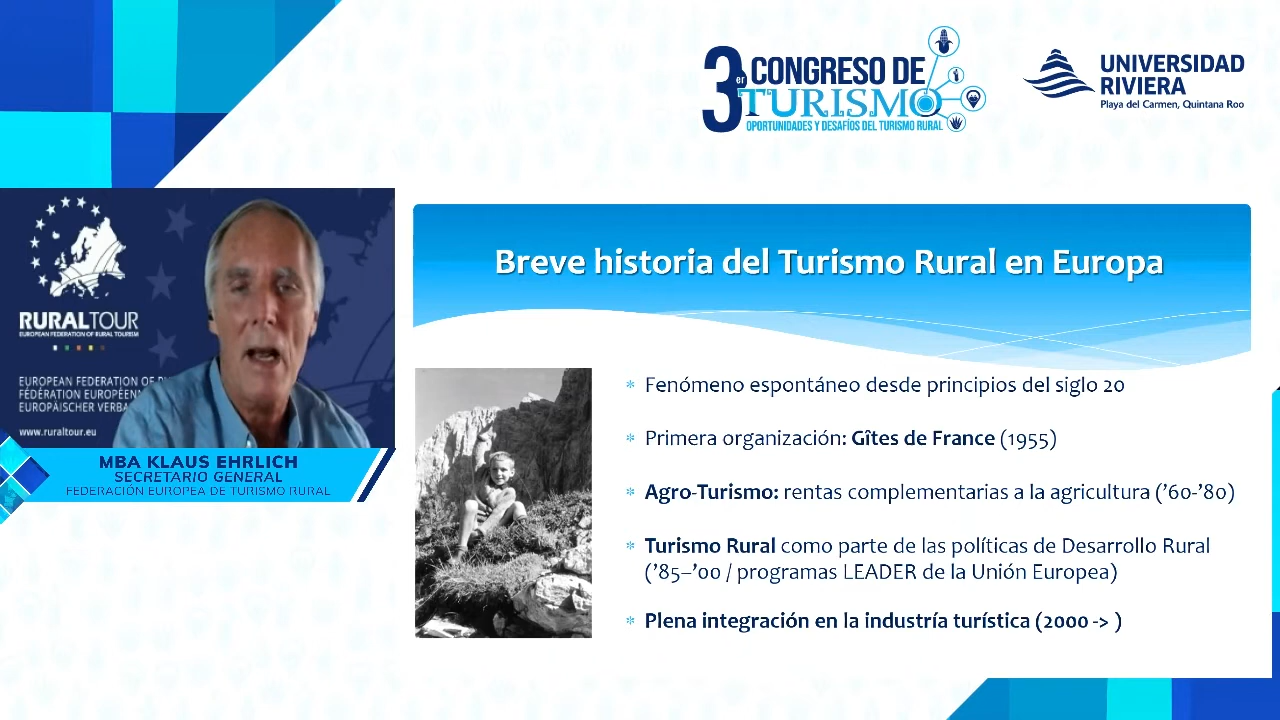 3er CONGRESO DE
TURISMO
OPORTUNIDADES Y DESAFÍOS DEL TURISMO RURAL
UNIVERSIDAD
RIVIERA
Playa del Carmen, Quintana Roo
RURALTOUR
EUROPEAN FEDERATION OF RURAL TOURISM
EUROPEAN FEDERATION OF
FÉDÉRATION EUROPÉEN
EUROPÄISCHER VERBA
www.ruraltour.eu
MBA KLAUS EHRLICH
SECRETARIO GENERAL
FEDERACIÓN EUROPEA DE TURISMO RURAL
Breve historia del Turismo Rural en Europa
* Fenómeno espontáneo desde principios del siglo 20
* Primera organización: Gîtes de France (1955)
* Agro-Turismo: rentas complementarias a la agricultura (’60-’80)
* Turismo Rural como parte de las políticas de Desarrollo Rural
(’85–’00 / programas LEADER de la Unión Europea)
* Plena integración en la industria turística (2000 -> )